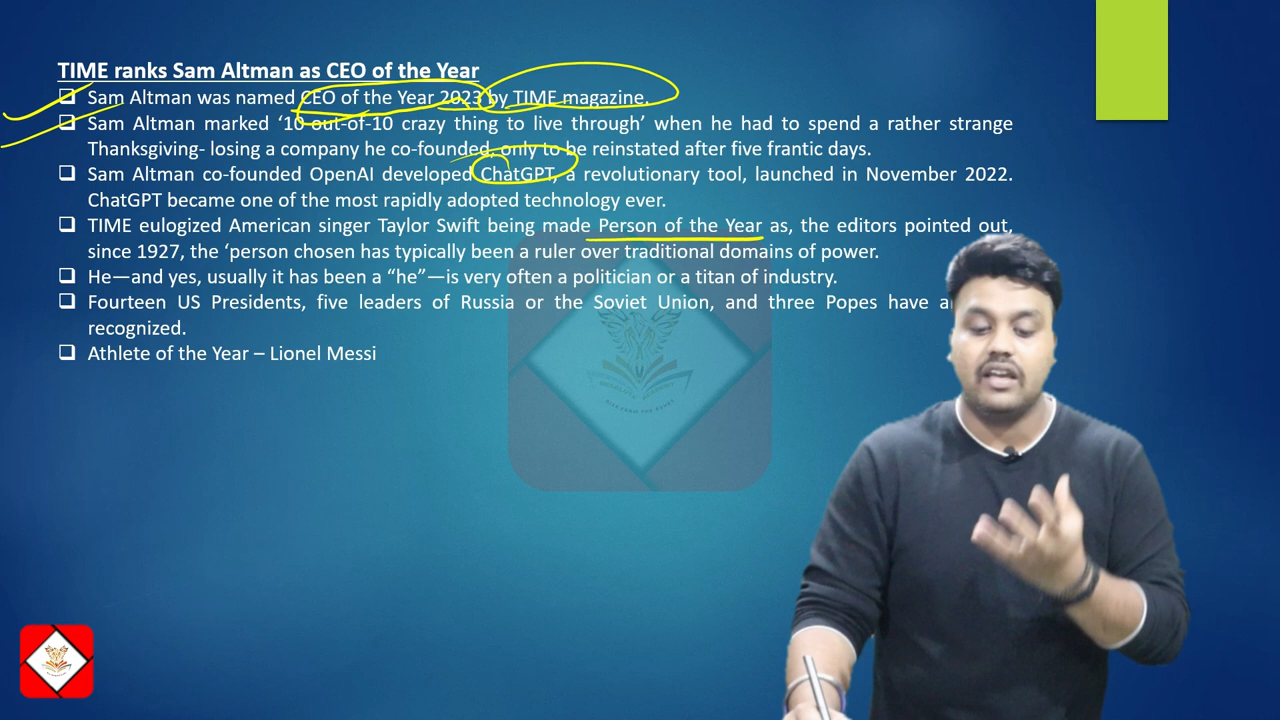 TIME ranks Sam Altman as CEO of the Year
Sam Altman was named CEO of the Year 2023 by TIME magazine.
Sam Altman marked ‘10-out-of-10 crazy thing to live through’ when he had to spend a rather strange
Thanksgiving- losing a company he co-founded, only to be reinstated after five frantic days.
Sam Altman co-founded OpenAI developed ChatGPT, a revolutionary tool, launched in November 2022.
ChatGPT became one of the most rapidly adopted technology ever.
TIME eulogized American singer Taylor Swift being made Person of the Year as, the editors pointed out,
since 1927, the ‘person chosen has typically been a ruler over traditional domains of power.
He—and yes, usually it has been a “he”—is very often a politician or a titan of industry.
Fourteen US Presidents, five leaders of Russia or the Soviet Union, and three Popes have
recognized.
Athlete of the Year – Lionel Messi